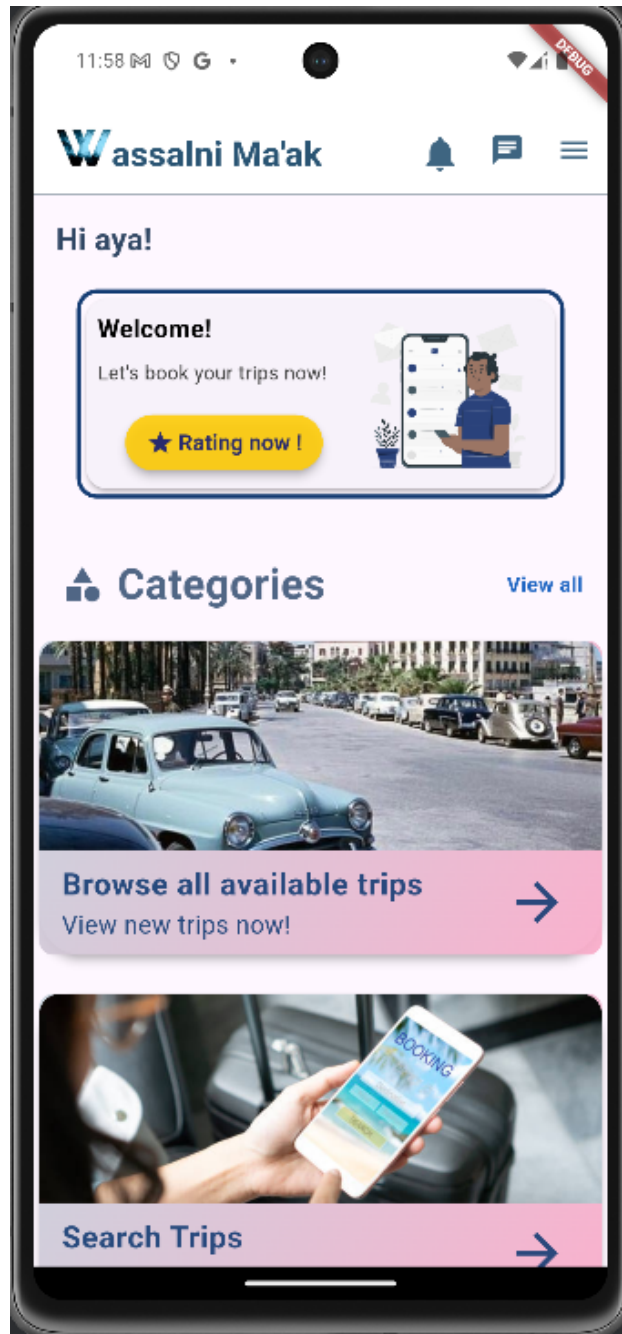 11:58
G
DEBUG
Wassalni Ma'ak
Hi aya!
Welcome!
Let's book your trips now!
Rating now !
Categories
View all
Browse all available trips
View new trips now!
BOOKING
SEARCH
Search Trips